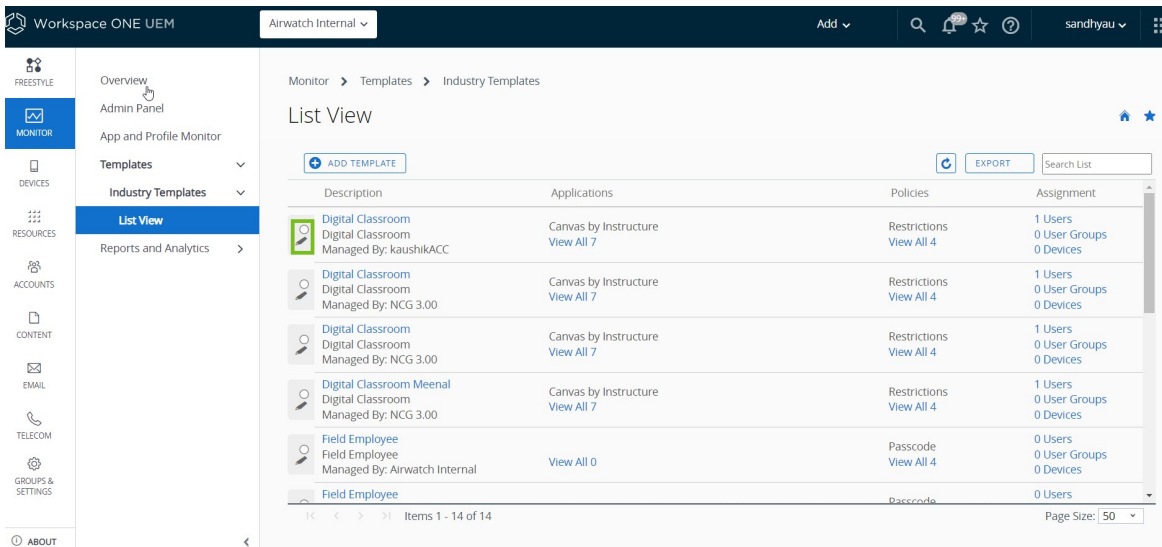 Workspace ONE UEM
Airwatch Internal
Add
99+
sandhyau
FREESTYLE
MONITOR
DEVICES
RESOURCES
ACCOUNTS
CONTENT
EMAIL
TELECOM
GROUPS &
SETTINGS
ABOUT
Overview
Admin Panel
App and Profile Monitor
Templates
Industry Templates
List View
Reports and Analytics
Monitor > Templates > Industry Templates
List View
ADD TEMPLATE
EXPORT
Search List
Description Applications Policies Assignment
Digital Classroom
Digital Classroom
Managed By: kaushikACC
Canvas by Instructure
View All 7
Restrictions
View All 4
1 Users
0 User Groups
0 Devices
Digital Classroom
Digital Classroom
Managed By: NCG 3.00
Canvas by Instructure
View All 7
Restrictions
View All 4
1 Users
0 User Groups
0 Devices
Digital Classroom
Digital Classroom
Managed By: NCG 3.00
Canvas by Instructure
View All 7
Restrictions
View All 4
1 Users
0 User Groups
0 Devices
Digital Classroom Meenal
Digital Classroom
Managed By: NCG 3.00
Canvas by Instructure
View All 7
Restrictions
View All 4
1 Users
0 User Groups
0 Devices
Field Employee
Field Employee
Managed By: Airwatch Internal
View All 0
Passcode
View All 4
0 Users
0 User Groups
0 Devices
Field Employee
Passcode
0 Users
Items 1 - 14 of 14
Page Size: 50